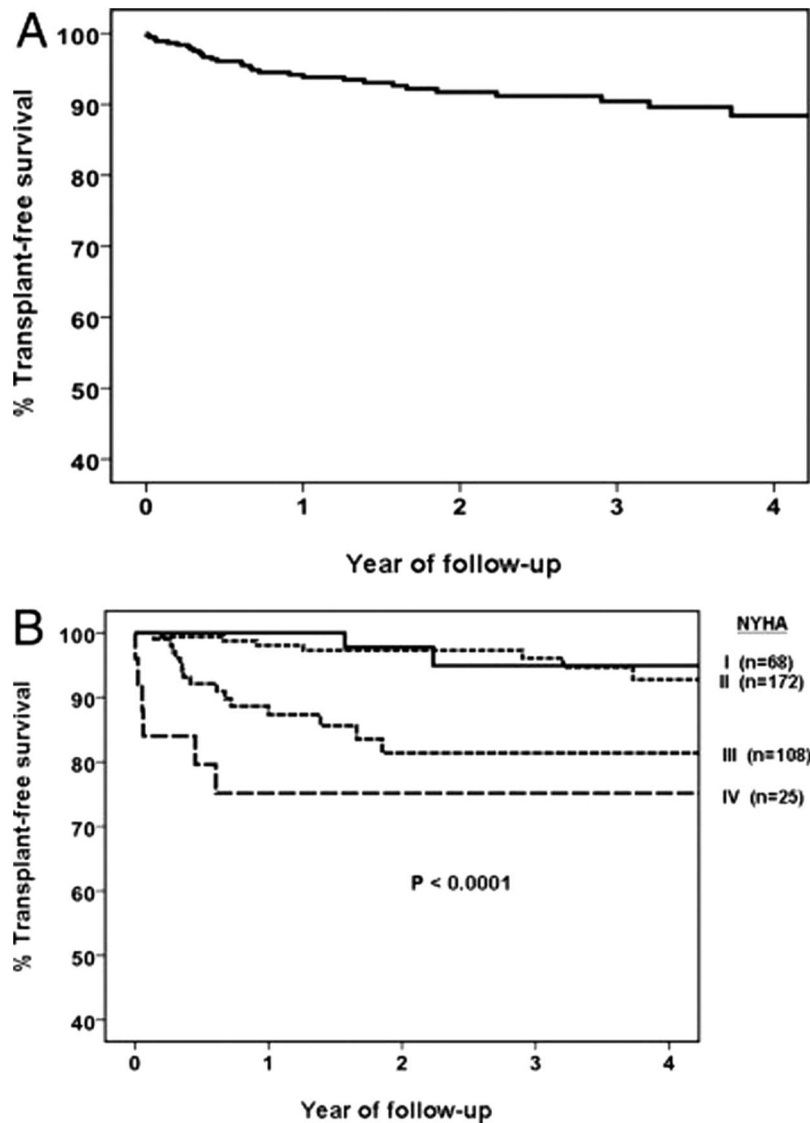 A
% Transplant-free survival
100
90
80
70
60
50
40
0 1 2 3 4
Year of follow-up
B
% Transplant-free survival
100
90
80
70
60
50
40
NYHA
I (n=68)
II (n=172)
III (n=108)
IV (n=25)
P < 0.0001
0 1 2 3 4
Year of follow-up